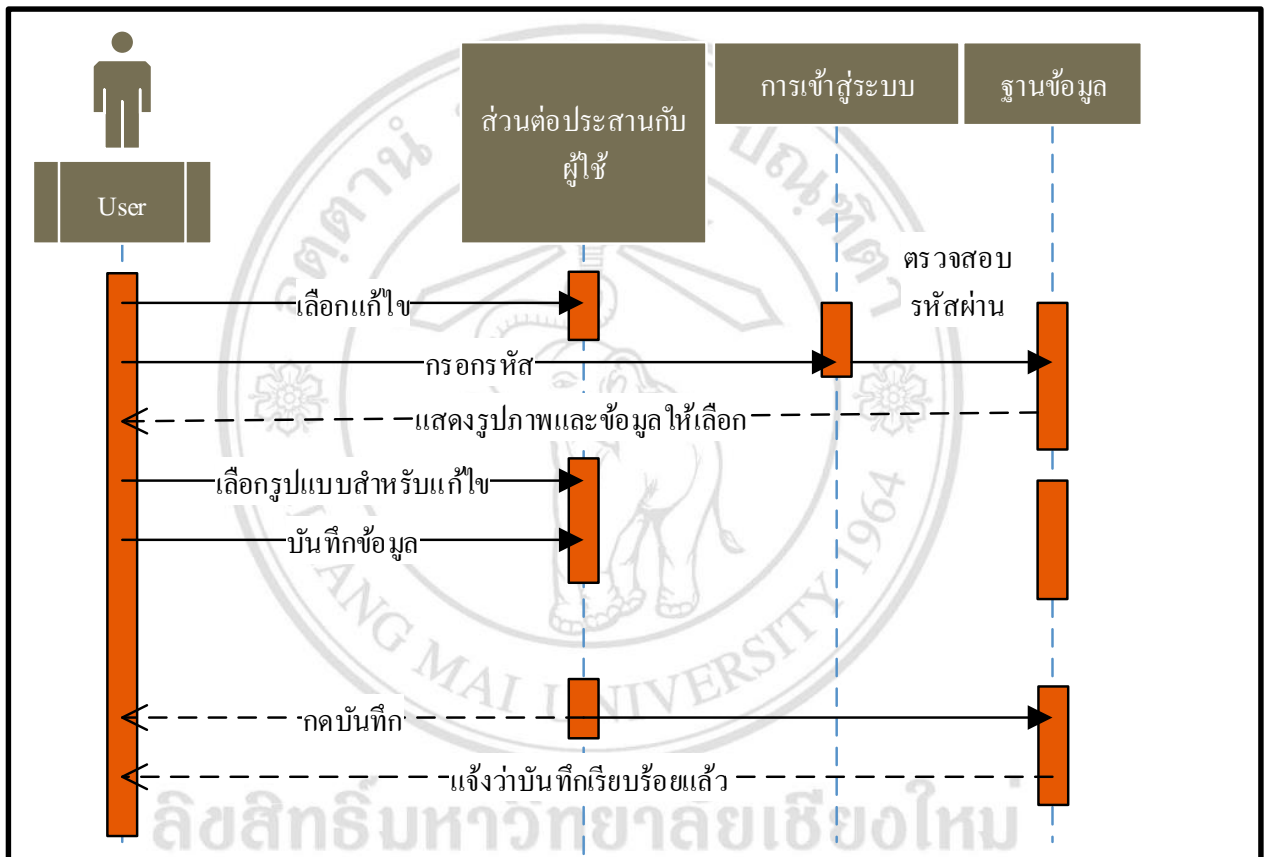 การเข้าสู่ระบบ
ฐานข้อมูล
ส่วนต่อประสานกับ
ผู้ใช้
User
ตรวจสอบ
รหัสผ่าน
เลือกแก้ไข
กรอกรหัส
แสดงรูปภาพและข้อมูลให้เลือก
เลือกรูปแบบสำหรับแก้ไข
บันทึกข้อมูล
กดบันทึก
แจ้งว่าบันทึกเรียบร้อยแล้ว
MAI UNIVERSITY 1964
ลิขสิทธิ์มหาวิทยาลัยเชียงใหม่